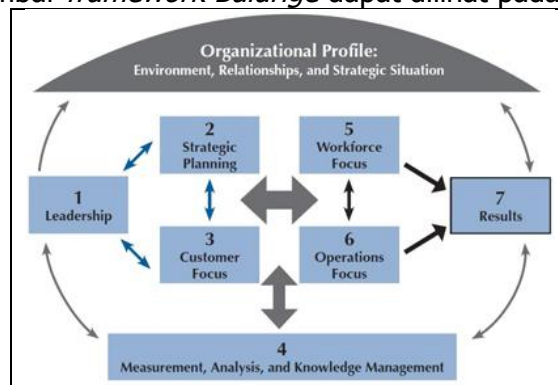 Framework Baldrige dapat dilihat pada
Organizational Profile:
Environment, Relationships, and Strategic Situation
2
Strategic
Planning
5
Workforce
Focus
1
Leadership
7
Results
3
Customer
Focus
6
Operations
Focus
4
Measurement, Analysis, and Knowledge Management